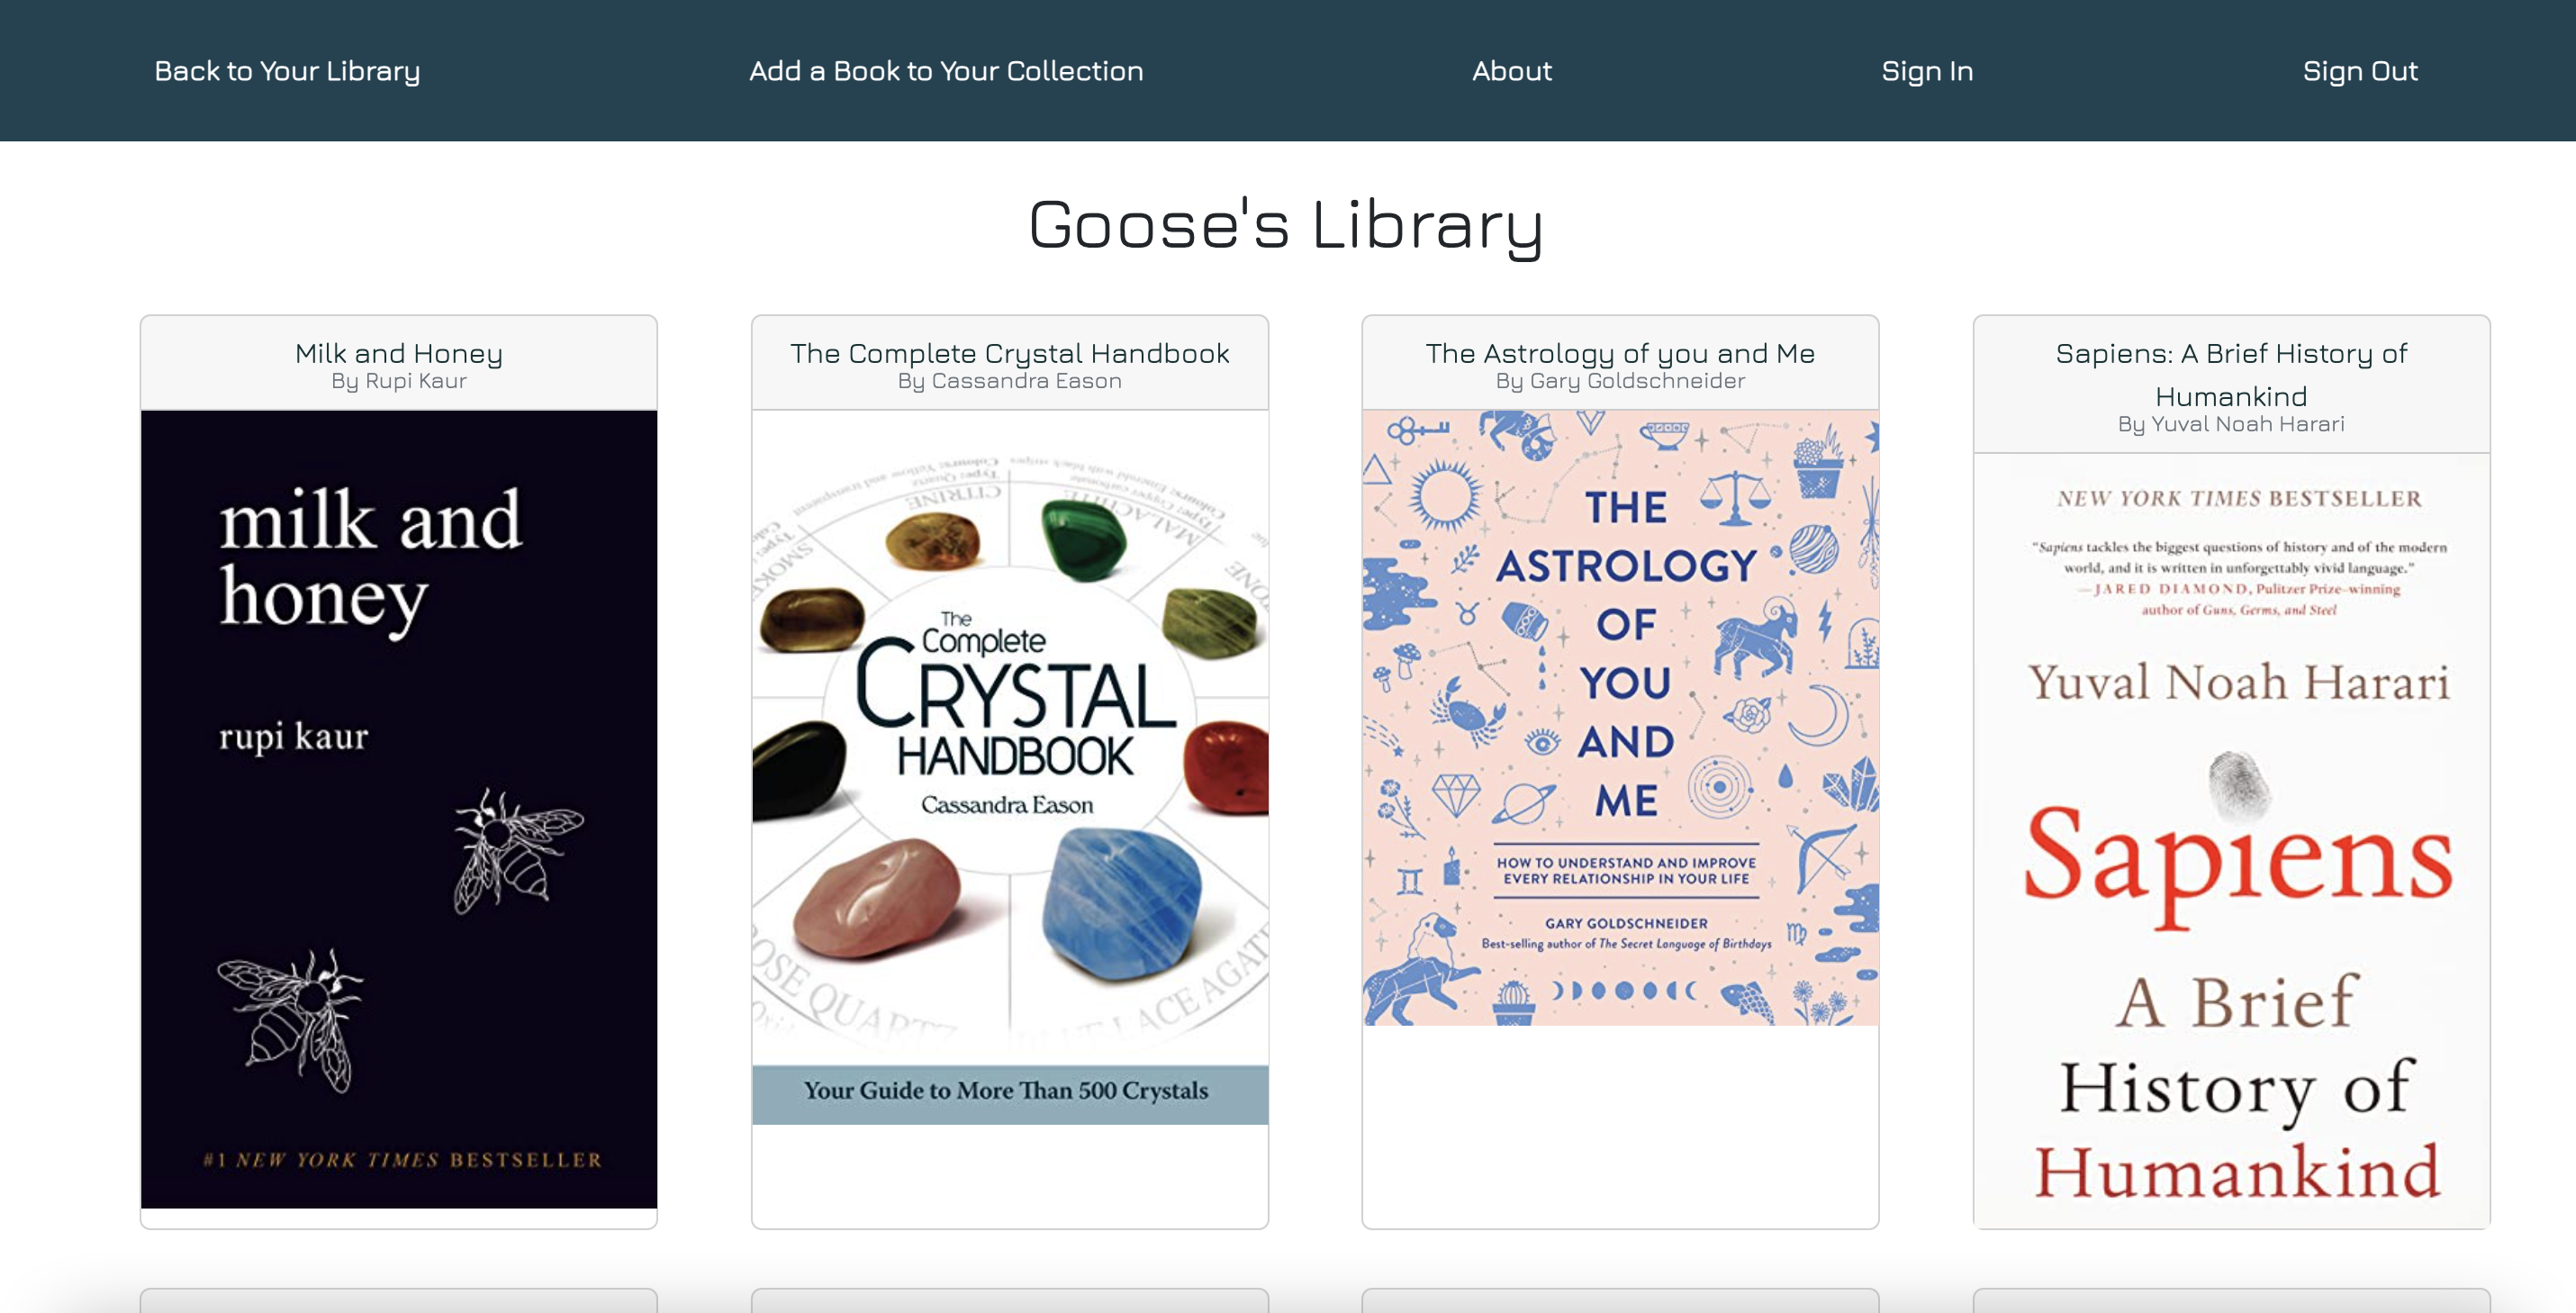 Back to Your Library
Add a Book to Your Collection
About
Sign In
Sign Out
Goose's Library
Milk and Honey
By Rupi Kaur
milk and
honey
rupi kaur
#1 NEW YORK TIMES BESTSELLER
The Complete Crystal Handbook
By Cassandra Eason
CITRINE
Type: Quartz
MALACHITE
SMOKY
The
Complete
CRYSTAL
HANDBOOK
Cassandra Eason
ROSE QUARTZ
BLUE LACE AGATE
Your Guide to More Than 500 Crystals
The Astrology of you and Me
By Gary Goldschneider
THE
ASTROLOGY
OF
YOU
AND
ME
HOW TO UNDERSTAND AND IMPROVE
EVERY RELATIONSHIP IN YOUR LIFE
GARY GOLDSCHNEIDER
Best-selling author of The Secret Language of Birthdays
Sapiens: A Brief History of
Humankind
By Yuval Noah Harari
NEW YORK TIMES BESTSELLER
“Sapiens tackles the biggest questions of history and of the modern
world, and it is written in unforgettably vivid language.”
—JARED DIAMOND, Pulitzer Prize–winning
author of Guns, Germs, and Steel
Yuval Noah Harari
Sapiens
A Brief
History of
Humankind